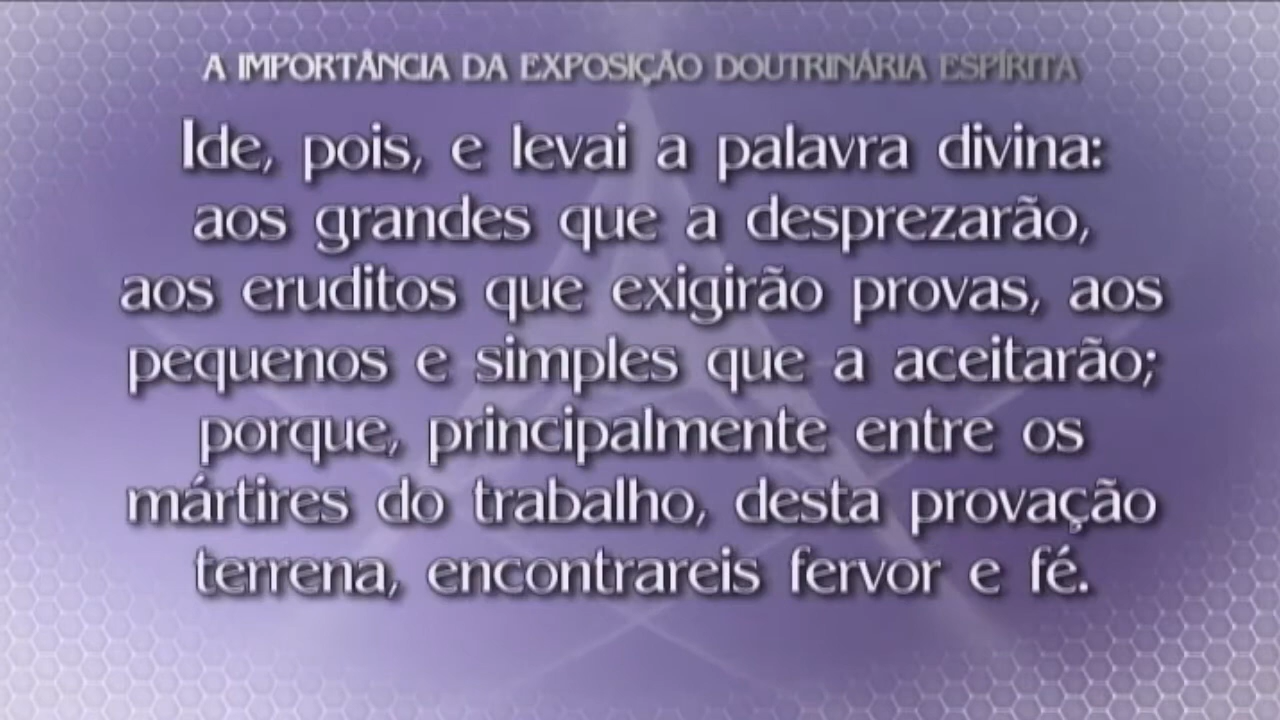 A IMPORTÂNCIA DA EXPOSIÇÃO DOUTRINÁRIA ESPÍRITA
Ide, pois, e levai a palavra divina:
aos grandes que a desprezarão,
aos eruditos que exigirão provas, aos
pequenos e simples que a aceitarão;
porque, principalmente entre os
mártires do trabalho, desta provação
terrena, encontrareis fervor e fé.